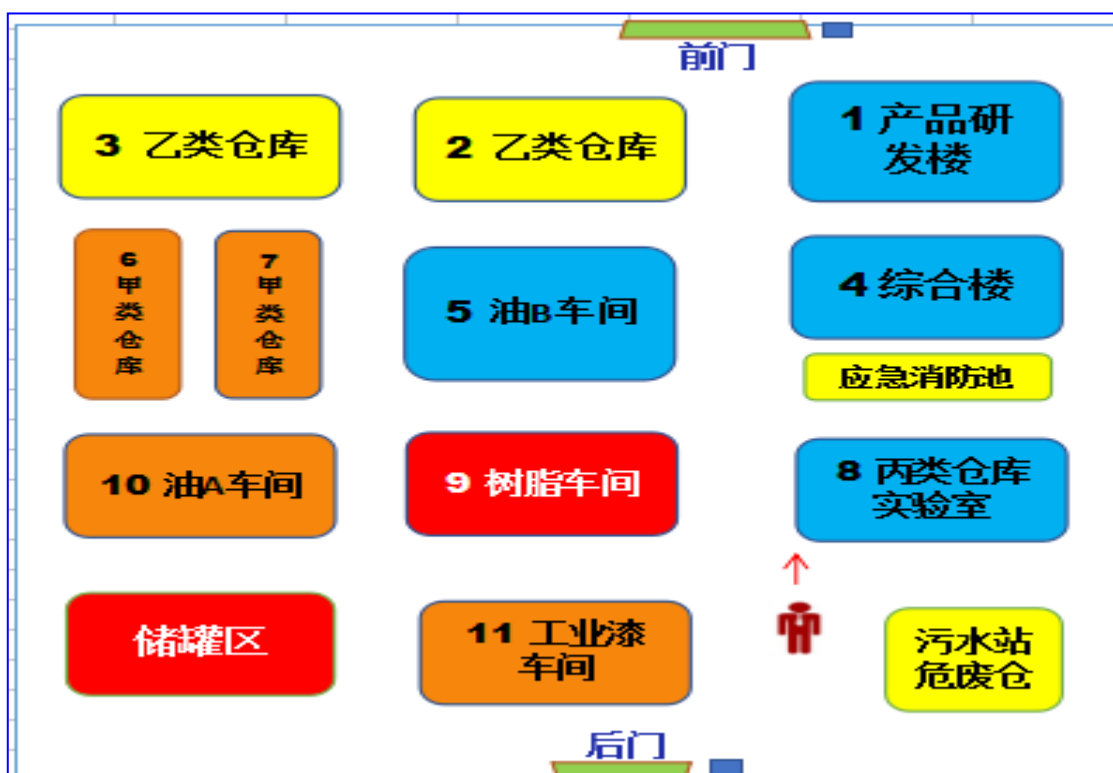 前门
3 乙类仓库
2 乙类仓库
1 产品研
发楼
6
甲
类
仓
库
7
甲
类
仓
库
5 油B车间
4 综合楼
应急消防池
10 油A车间
9 树脂车间
8 丙类仓库
实验室
储罐区
11 工业漆
车间
污水站
危废仓
后门